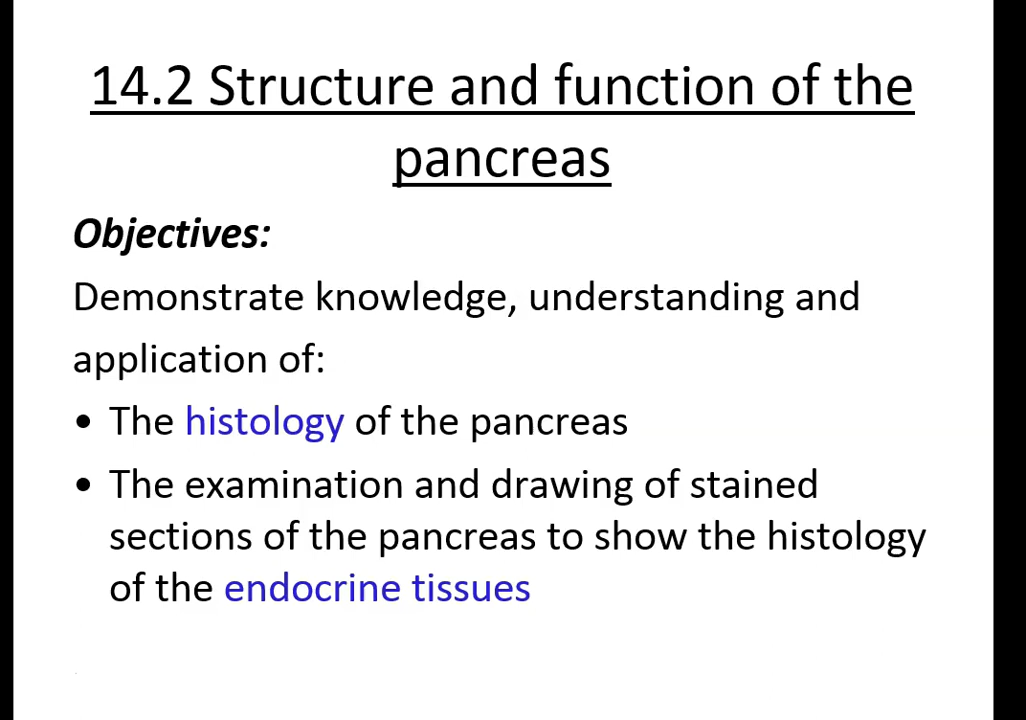 14.2 Structure and function of the
pancreas
Objectives:
Demonstrate knowledge, understanding and
application of:
• The histology of the pancreas
• The examination and drawing of stained
sections of the pancreas to show the histology
of the endocrine tissues